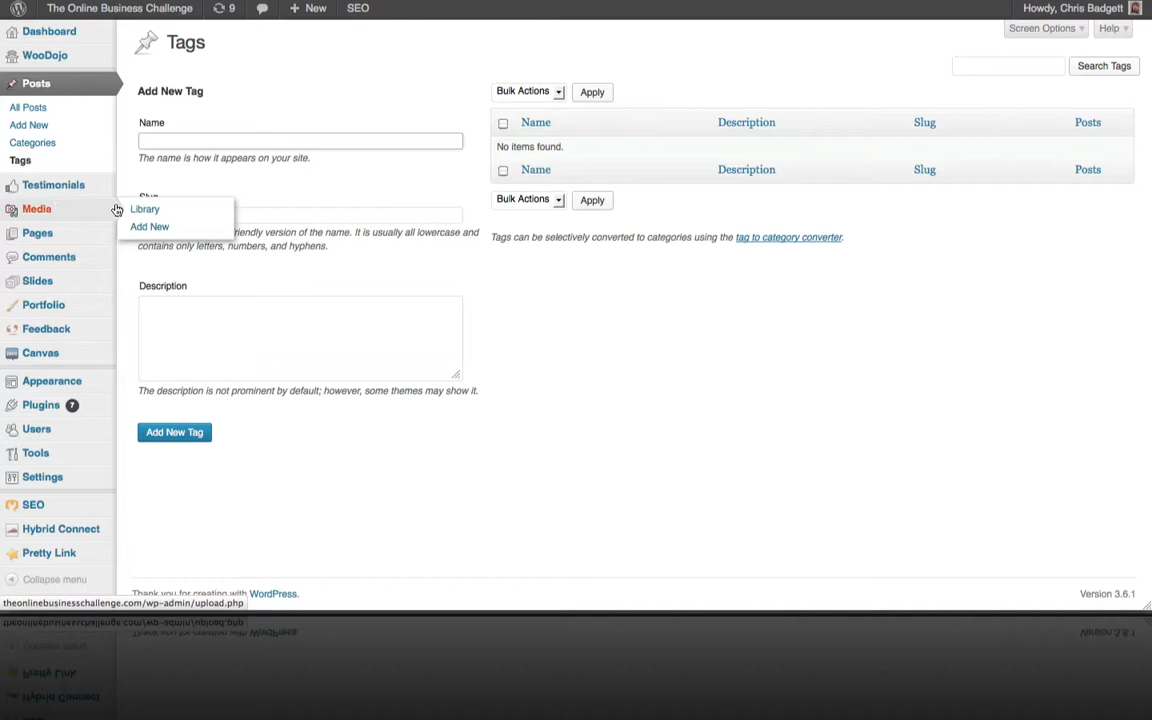 The Online Business Challenge 9 New SEO Howdy, Chris Badgett
Screen Options Help
Dashboard
WooDojo
Posts
All Posts
Add New
Categories
Tags
Testimonials
Media
Library
Add New
Pages
Comments
Slides
Portfolio
Feedback
Canvas
Appearance
Plugins 7
Users
Tools
Settings
SEO
Hybrid Connect
Pretty Link
Collapse menu
Tags
Search Tags
Add New Tag
Name
The name is how it appears on your site.
Slug
friendly version of the name. It is usually all lowercase and
contains only letters, numbers, and hyphens.
Description
The description is not prominent by default; however, some themes may show it.
Add New Tag
Bulk Actions Apply
Name Description Slug Posts
No items found.
Name Description Slug Posts
Bulk Actions Apply
Tags can be selectively converted to categories using the tag to category converter.
Thank you for creating with WordPress.
Version 3.6.1
theonlinebusinesschallenge.com/wp-admin/upload.php